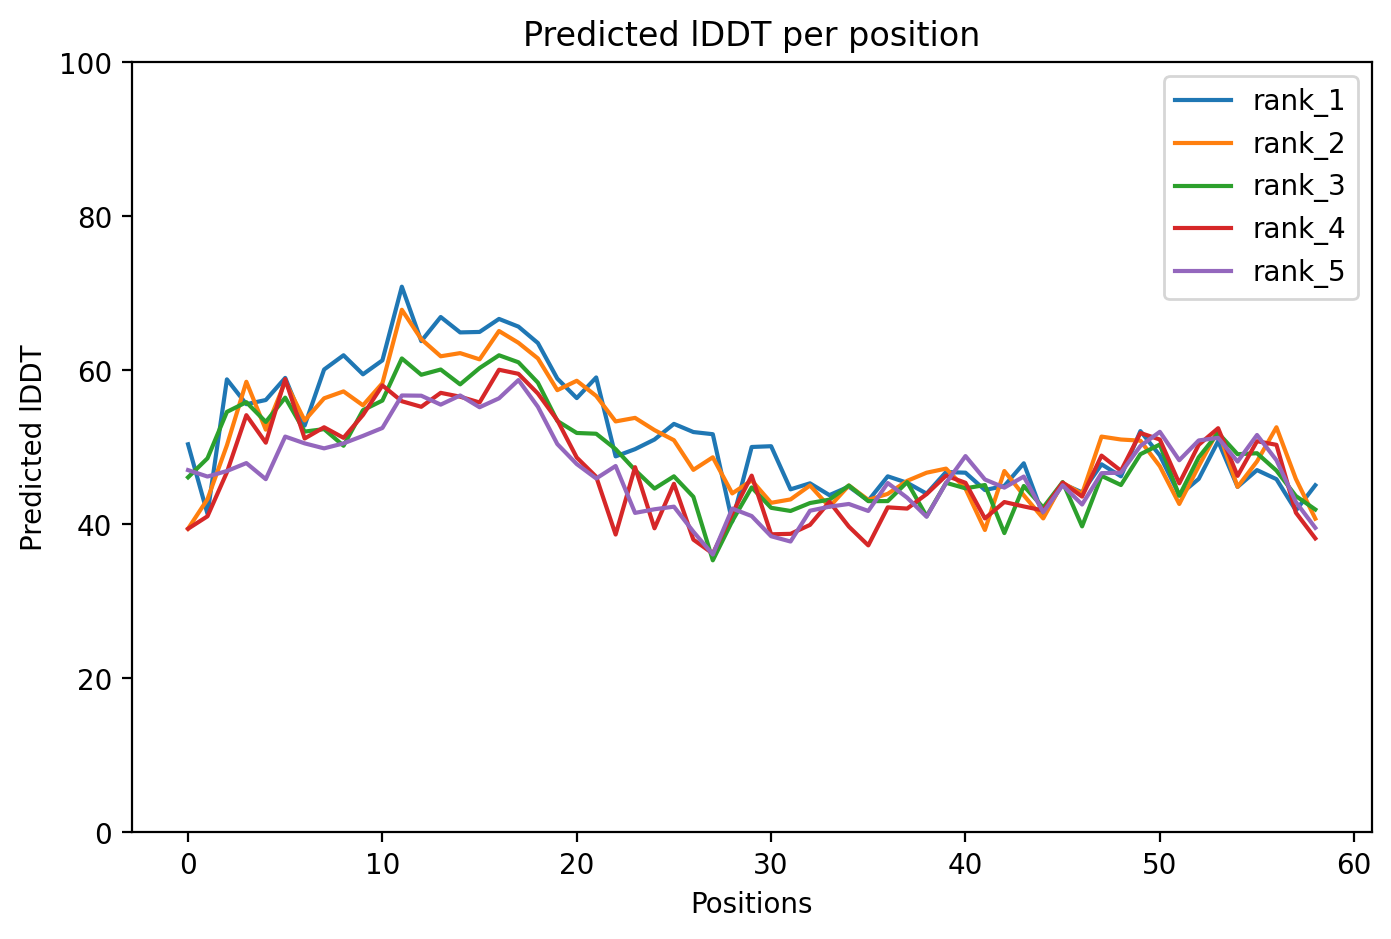 Predicted lDDT per position
100
80
60
40
20
0
Predicted lDDT
0 10 20 30 40 50 60
Positions
rank_1
rank_2
rank_3
rank_4
rank_5